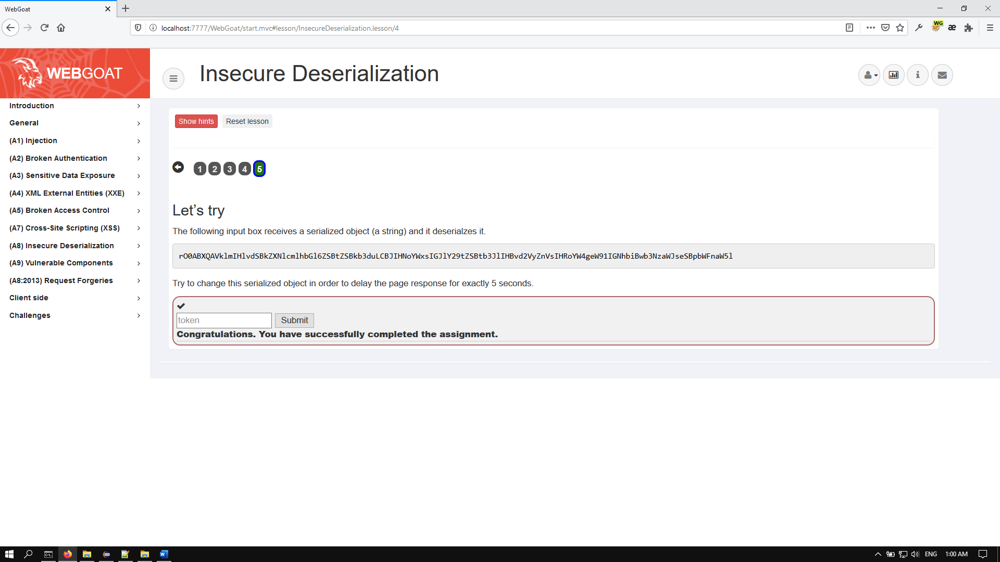 WebGoat
localhost:7777/WebGoat/start.mvc#lesson/InsecureDeserialization.lesson/4
WG
æ
WEBGOAT
Insecure Deserialization
Introduction
General
(A1) Injection
(A2) Broken Authentication
(A3) Sensitive Data Exposure
(A4) XML External Entities (XXE)
(A5) Broken Access Control
(A7) Cross-Site Scripting (XSS)
(A8) Insecure Deserialization
(A9) Vulnerable Components
(A8:2013) Request Forgeries
Client side
Challenges
Show hints
Reset lesson
1 2 3 4 5
Let’s try
The following input box receives a serialized object (a string) and it deserialzes it.
rO0ABXQAVklmIHlvdSBkZXNlcmlhbGl6ZSBtZSBkb3duLCBJIHNoYWxsIGJlY29tZSBtb3JlIHBvd2VyZnVsIHRoYW4geW91IGNhbiBwb3NzaWJseSBpbWFnaW5l
Try to change this serialized object in order to delay the page response for exactly 5 seconds.
token
Submit
Congratulations. You have successfully completed the assignment.
ENG
1:00 AM